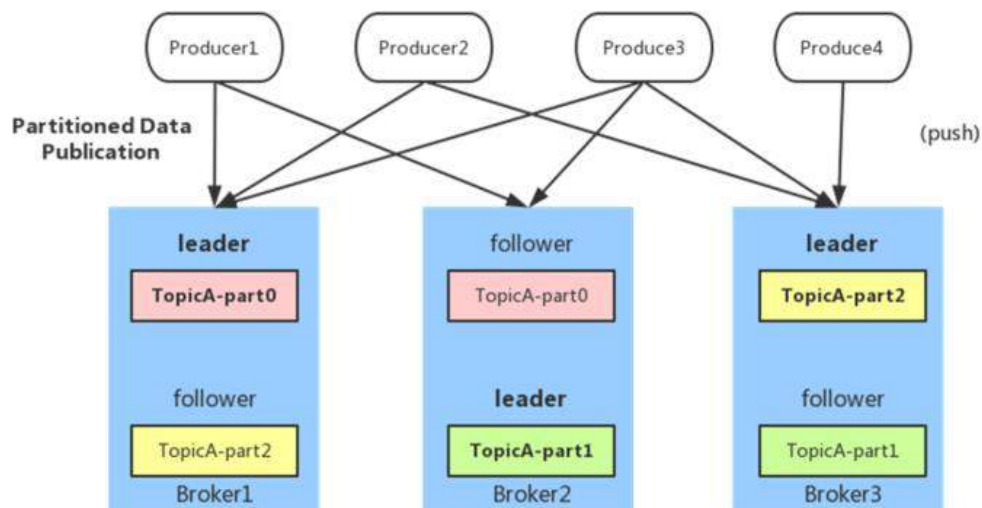 Producer1
Producer2
Produce3
Produce4
Partitioned Data
Publication
(push)
leader
TopicA-part0
follower
TopicA-part2
Broker1
follower
TopicA-part0
leader
TopicA-part1
Broker2
leader
TopicA-part2
follower
TopicA-part1
Broker3